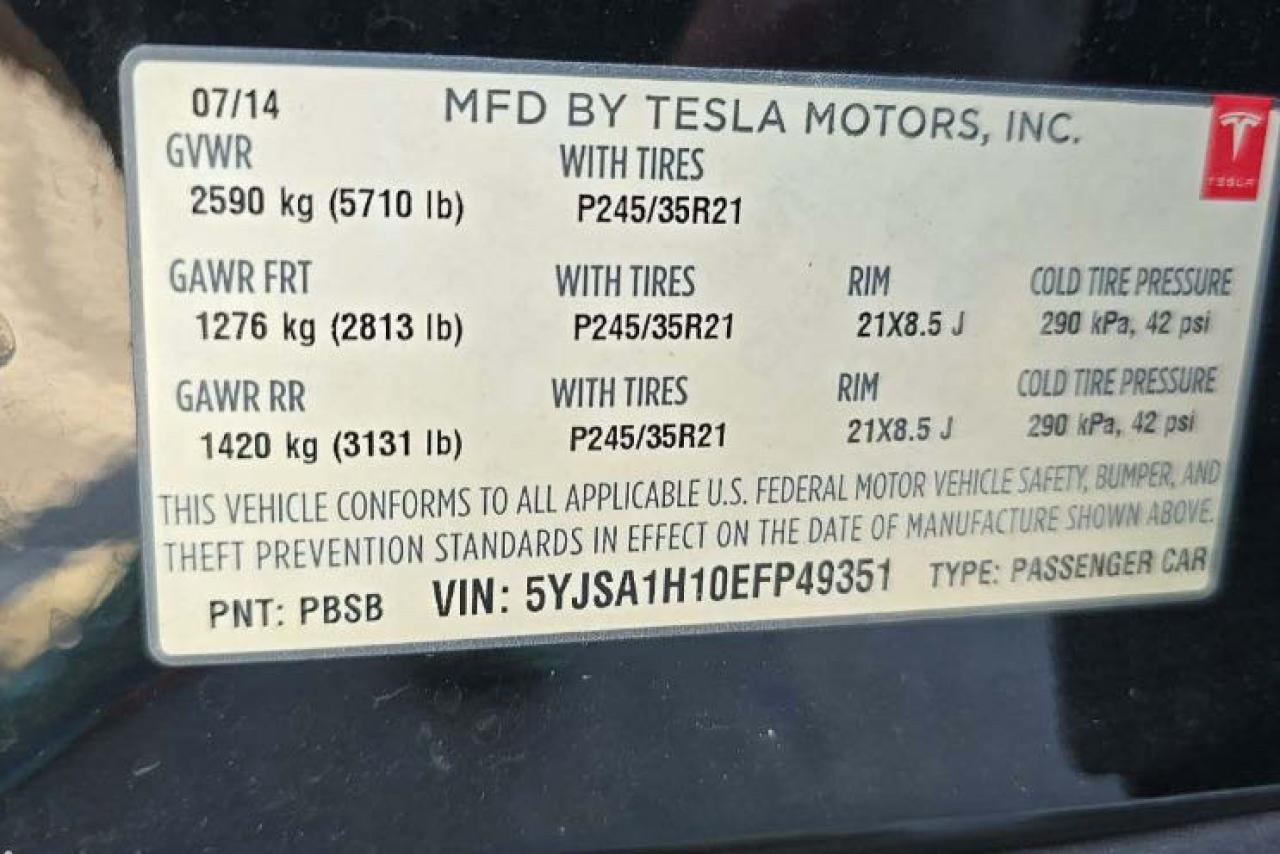 07/14 MFD BY TESLA MOTORS, INC.
TESLA
GVWR WITH TIRES
2590 kg (5710 lb) P245/35R21
GAWR FRT WITH TIRES RIM COLD TIRE PRESSURE
1276 kg (2813 lb) P245/35R21 21X8.5 J 290 kPa, 42 psi
GAWR RR WITH TIRES RIM COLD TIRE PRESSURE
1420 kg (3131 lb) P245/35R21 21X8.5 J 290 kPa, 42 psi
THIS VEHICLE CONFORMS TO ALL APPLICABLE U.S. FEDERAL MOTOR VEHICLE SAFETY, BUMPER, AND
THEFT PREVENTION STANDARDS IN EFFECT ON THE DATE OF MANUFACTURE SHOWN ABOVE.
PNT: PBSB VIN: 5YJSA1H10EFP49351 TYPE: PASSENGER CAR